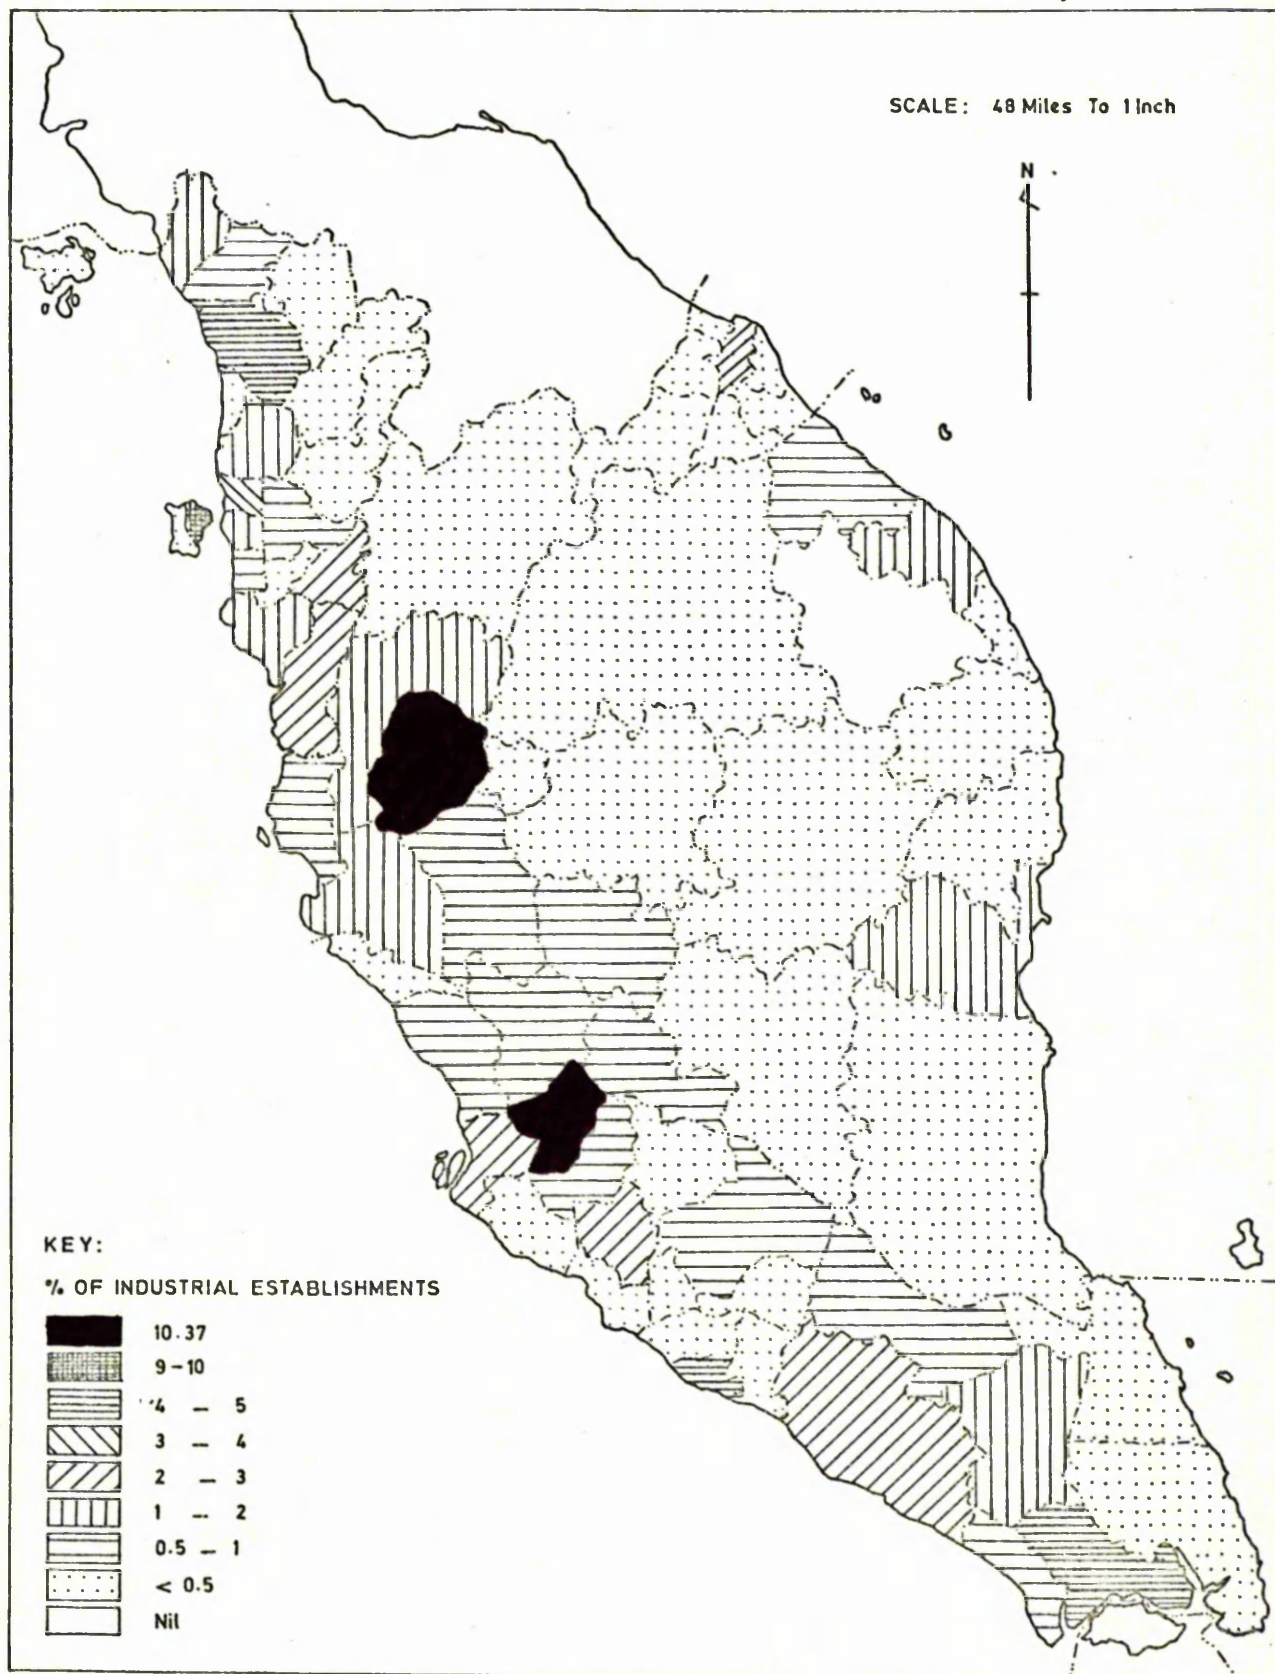 SCALE: 48 Miles To 1 Inch
N
KEY:
% OF INDUSTRIAL ESTABLISHMENTS
10.37
9-10
4 - 5
3 - 4
2 - 3
1 - 2
0.5 - 1
< 0.5
Nil